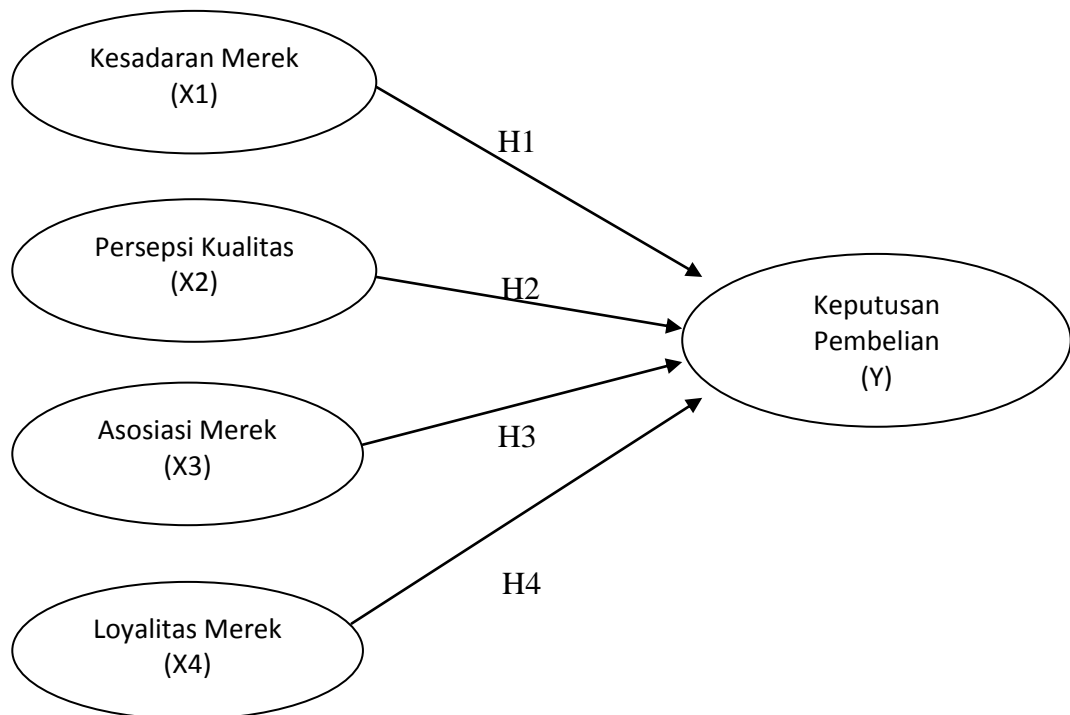 Kesadaran Merek
(X1)
H1
Persepsi Kualitas
(X2)
H2
Keputusan
Pembelian
(Y)
Asosiasi Merek
(X3)
H3
H4
Loyalitas Merek
(X4)